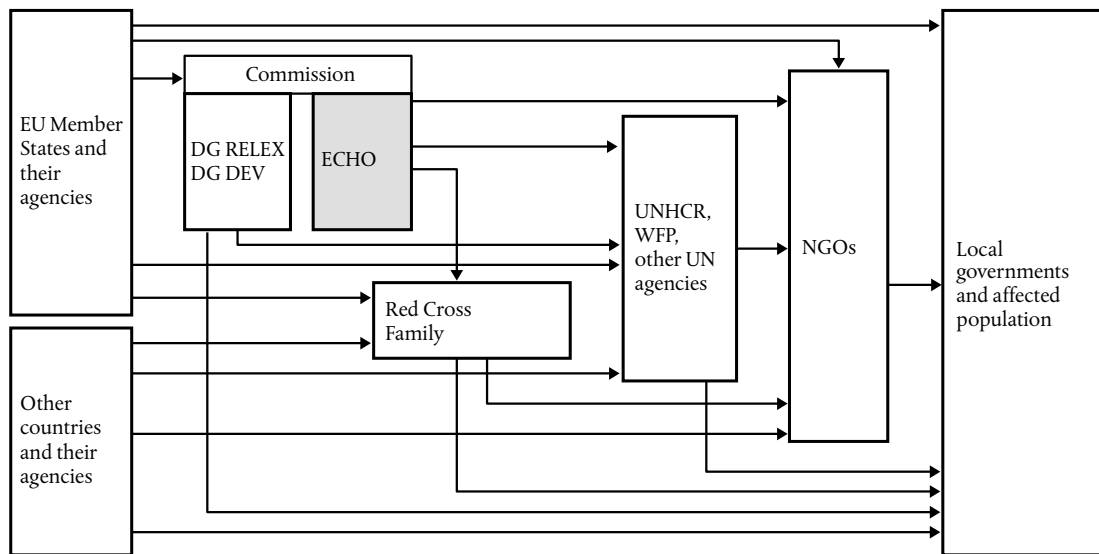 EU Member
States and
their
agencies
Commission
DG RELEX
DG DEV
ECHO
Red Cross
Family
UNHCR,
WFP,
other UN
agencies
NGOs
Local
governments
and affected
population
Other
countries
and their
agencies